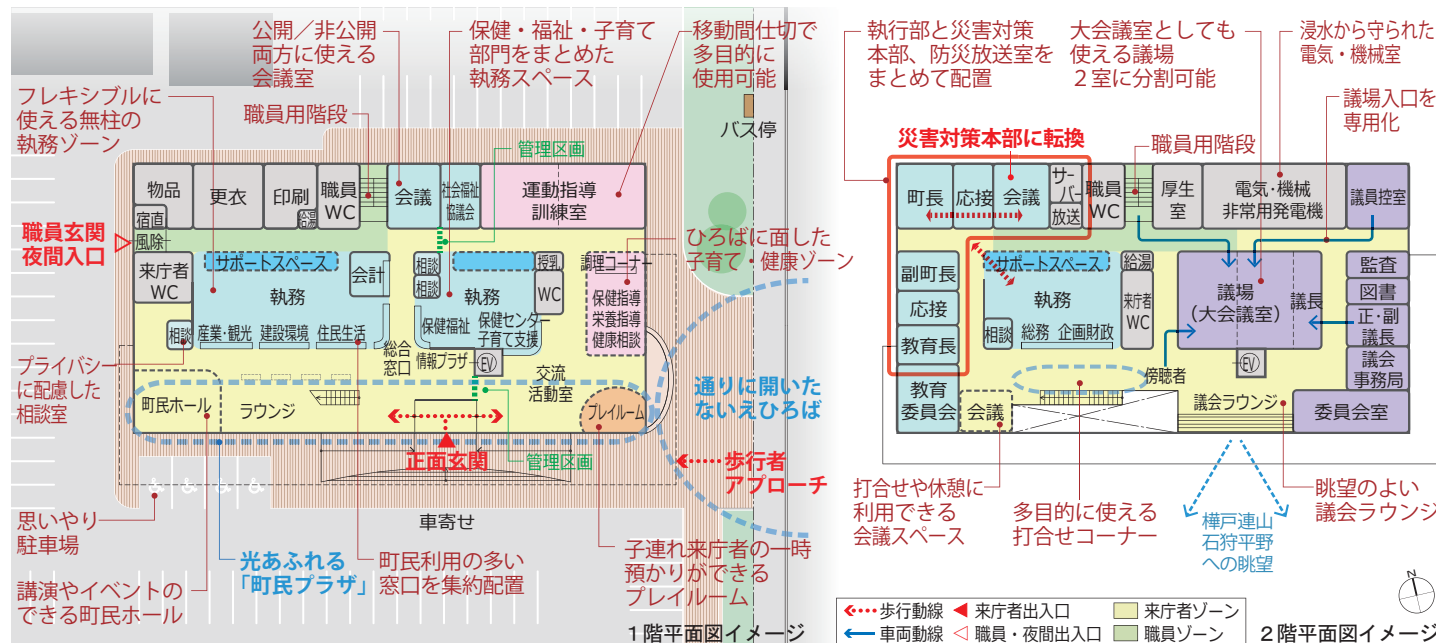 公開／非公開
両方に使える
会議室
保健・福祉・子育て
部門をまとめた
執務スペース
移動間仕切で
多目的に
使用可能
フレキシブルに
使える無柱の
執務ゾーン
職員用階段
バス停
管理区画
物品
更衣
印刷
給湯
職員
WC
会議
社会福祉
協議会
運動指導
訓練室
宿直
風除
職員玄関
夜間入口
ひろばに面した
子育て・健康ゾーン
来庁者
WC
サポートスペース
執務
会計
相談
相談
執務
授乳
WC
調理コーナー
保健指導
栄養指導
健康相談
相談
産業・観光
建設環境
住民生活
保健福祉
保健センター
子育て支援
総合
窓口
情報プラザ
EV
交流
活動室
プライバシー
に配慮した
相談室
町民ホール
ラウンジ
プレイルーム
通りに開いた
ないえひろば
正面玄関
管理区画
歩行者
アプローチ
思いやり
駐車場
車寄せ
光あふれる
「町民プラザ」
町民利用の多い
窓口を集約配置
子連れ来庁者の一時
預かりができる
プレイルーム
講演やイベントの
できる町民ホール
1階平面図イメージ
執行部と災害対策
本部、防災放送室を
まとめて配置
大会議室としても
使える議場
２室に分割可能
浸水から守られた
電気・機械室
議場入口を
専用化
災害対策本部に転換
職員用階段
町長
応接
会議
サーバー
放送
職員
WC
厚生
室
電気・機械
非常用発電機
議員控室
副町長
応接
教育長
教育
委員会
サポートスペース
執務
給湯
来庁者
WC
相談
総務
企画財政
議場
（大会議室）
議長
監査
図書
正・副
議長
議会
事務局
EV
傍聴者
会議
議会ラウンジ
委員会室
打合せや休憩に
利用できる
会議スペース
多目的に使える
打合せコーナー
樺戸連山
石狩平野
への眺望
眺望のよい
議会ラウンジ
N
歩行動線
来庁者出入口
来庁者ゾーン
車両動線
職員・夜間出入口
職員ゾーン
2階平面図イメージ